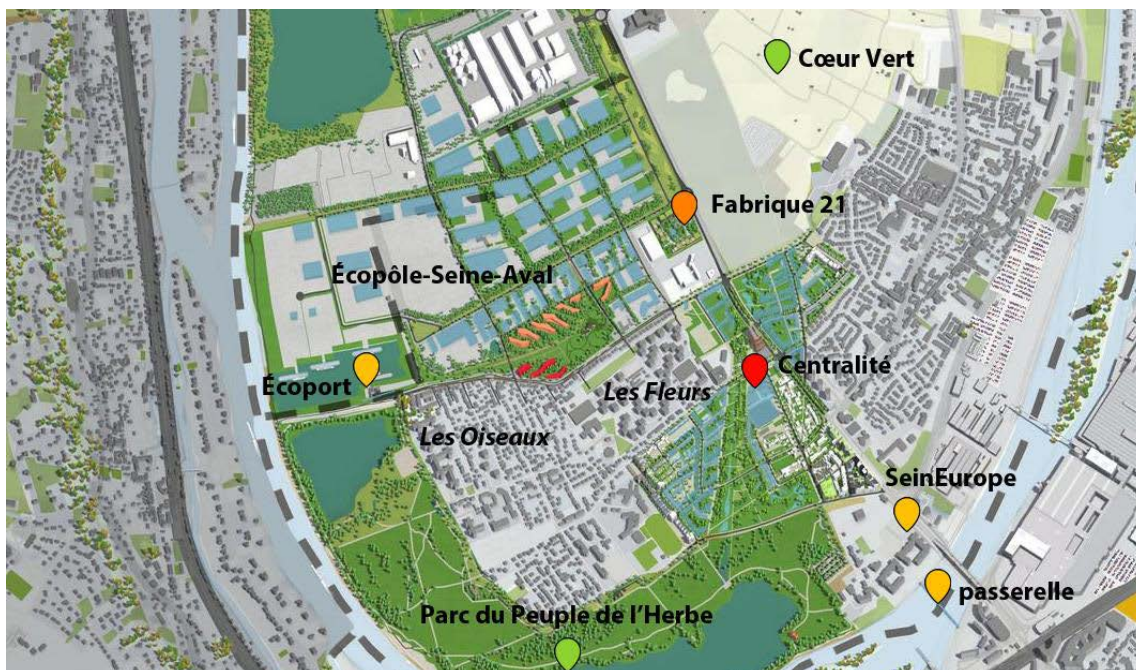 Cœur Vert
Fabrique 21
Écopôle-Seine-Aval
Écoport
Centralité
Les Fleurs
Les Oiseaux
SeinEurope
passerelle
Parc du Peuple de l'Herbe